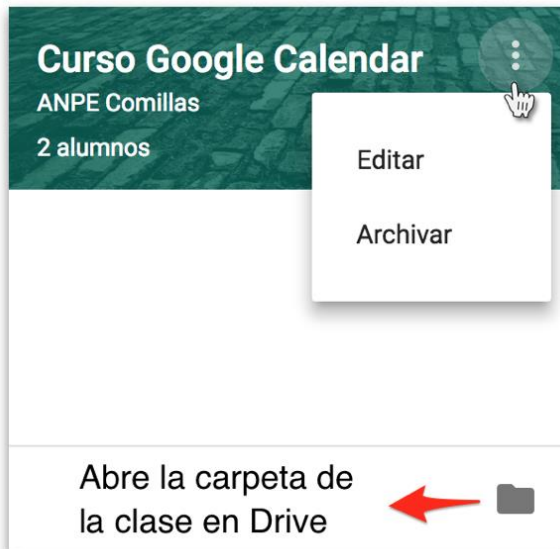 Curso Google Calendar
ANPE Comillas
2 alumnos
Editar
Archivar
Abre la carpeta de
la clase en Drive